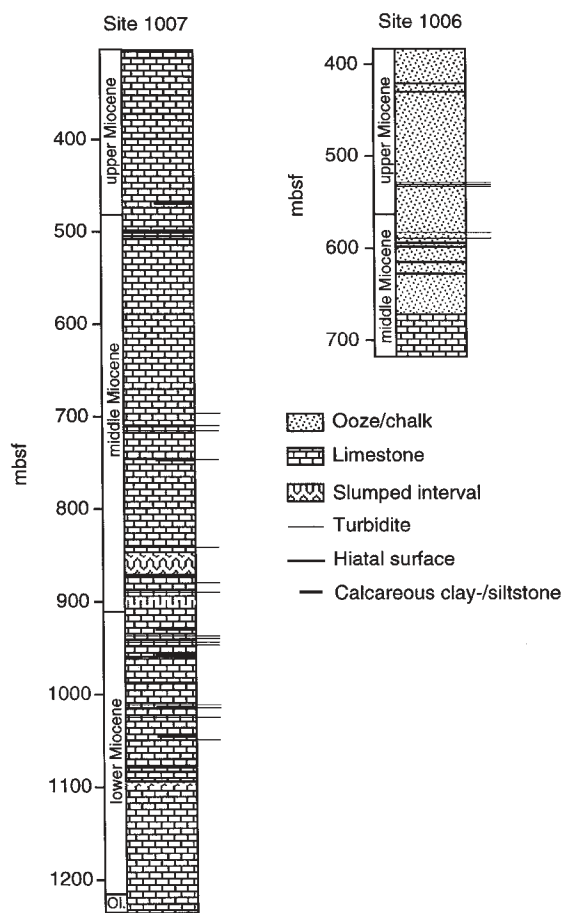 Site 1007
400
500
600
700
800
900
1000
1100
1200
mbsf
upper Miocene
middle Miocene
lower Miocene
Ol.
Site 1006
400
500
600
700
mbsf
upper Miocene
middle Miocene
Ooze/chalk
Limestone
Slumped interval
Turbidite
Hiatal surface
Calcareous clay-/siltstone